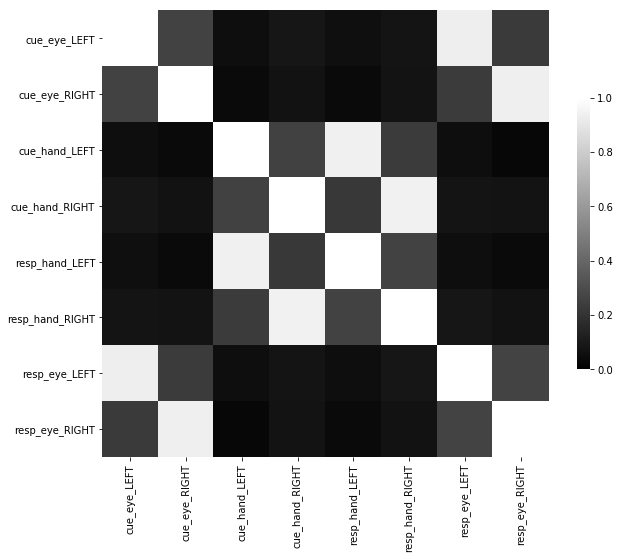 cue_eye_LEFT
cue_eye_RIGHT
cue_hand_LEFT
cue_hand_RIGHT
resp_hand_LEFT
resp_hand_RIGHT
resp_eye_LEFT
resp_eye_RIGHT
1.0
0.8
0.6
0.4
0.2
0.0
cue_eye_LEFT
cue_eye_RIGHT
cue_hand_LEFT
cue_hand_RIGHT
resp_hand_LEFT
resp_hand_RIGHT
resp_eye_LEFT
resp_eye_RIGHT